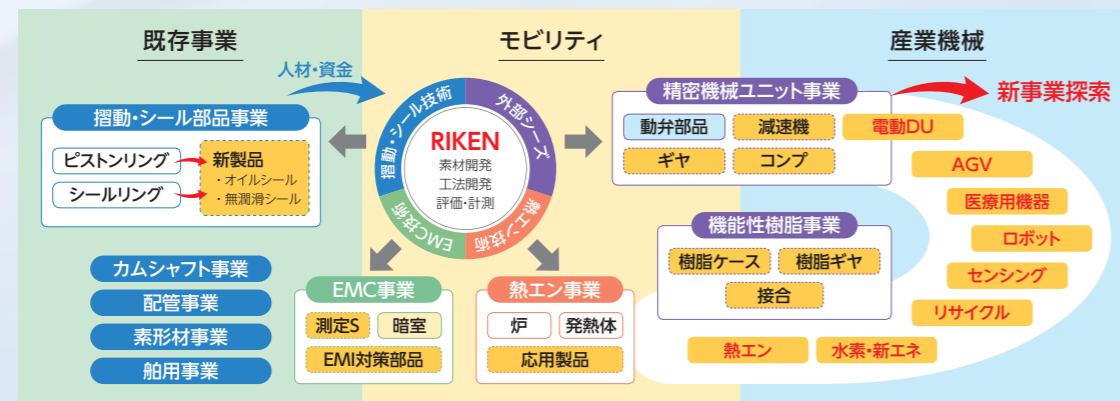 既存事業
モビリティ
産業機械
人材・資金
摺動・シール部品事業
ピストンリング
シールリング
新製品
・オイルシール
・無潤滑シール
カムシャフト事業
配管事業
素形材事業
舶用事業
摺動・シール技術
外部シーズ
EMC技術
熱エン技術
RIKEN
素材開発
工法開発
評価・計測
EMC事業
測定S
暗室
EMI対策部品
熱エン事業
炉
発熱体
応用製品
精密機械ユニット事業
動弁部品
減速機
電動DU
ギヤ
コンプ
機能性樹脂事業
樹脂ケース
樹脂ギヤ
接合
新事業探索
AGV
医療用機器
ロボット
センシング
リサイクル
水素・新エネ
熱エン